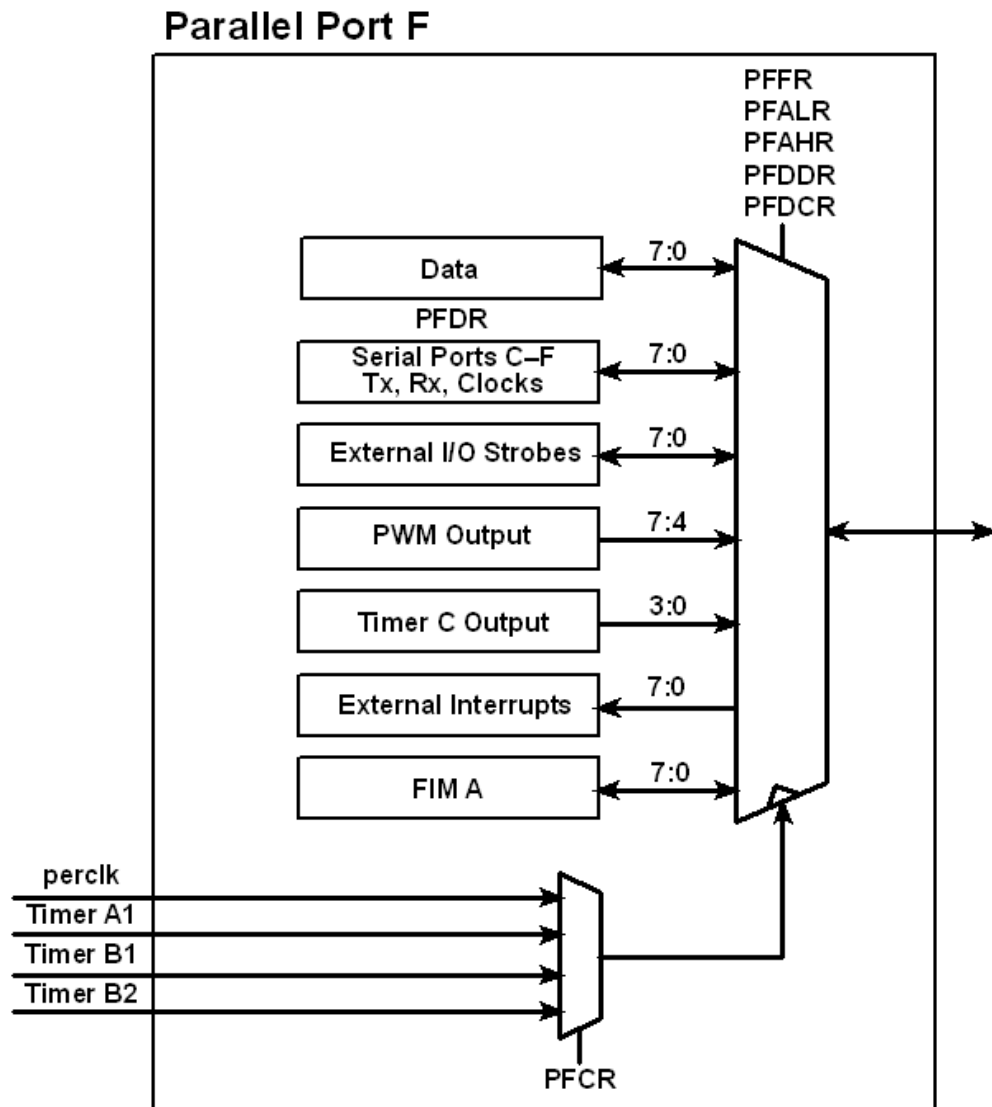 Parallel Port F
PFFR
PFALR
PFAHR
PFDDR
PFDCR
Data
7:0
PFDR
Serial Ports C–F
Tx, Rx, Clocks
7:0
External I/O Strobes
7:0
PWM Output
7:4
Timer C Output
3:0
External Interrupts
7:0
FIM A
7:0
perclk
Timer A1
Timer B1
Timer B2
PFCR